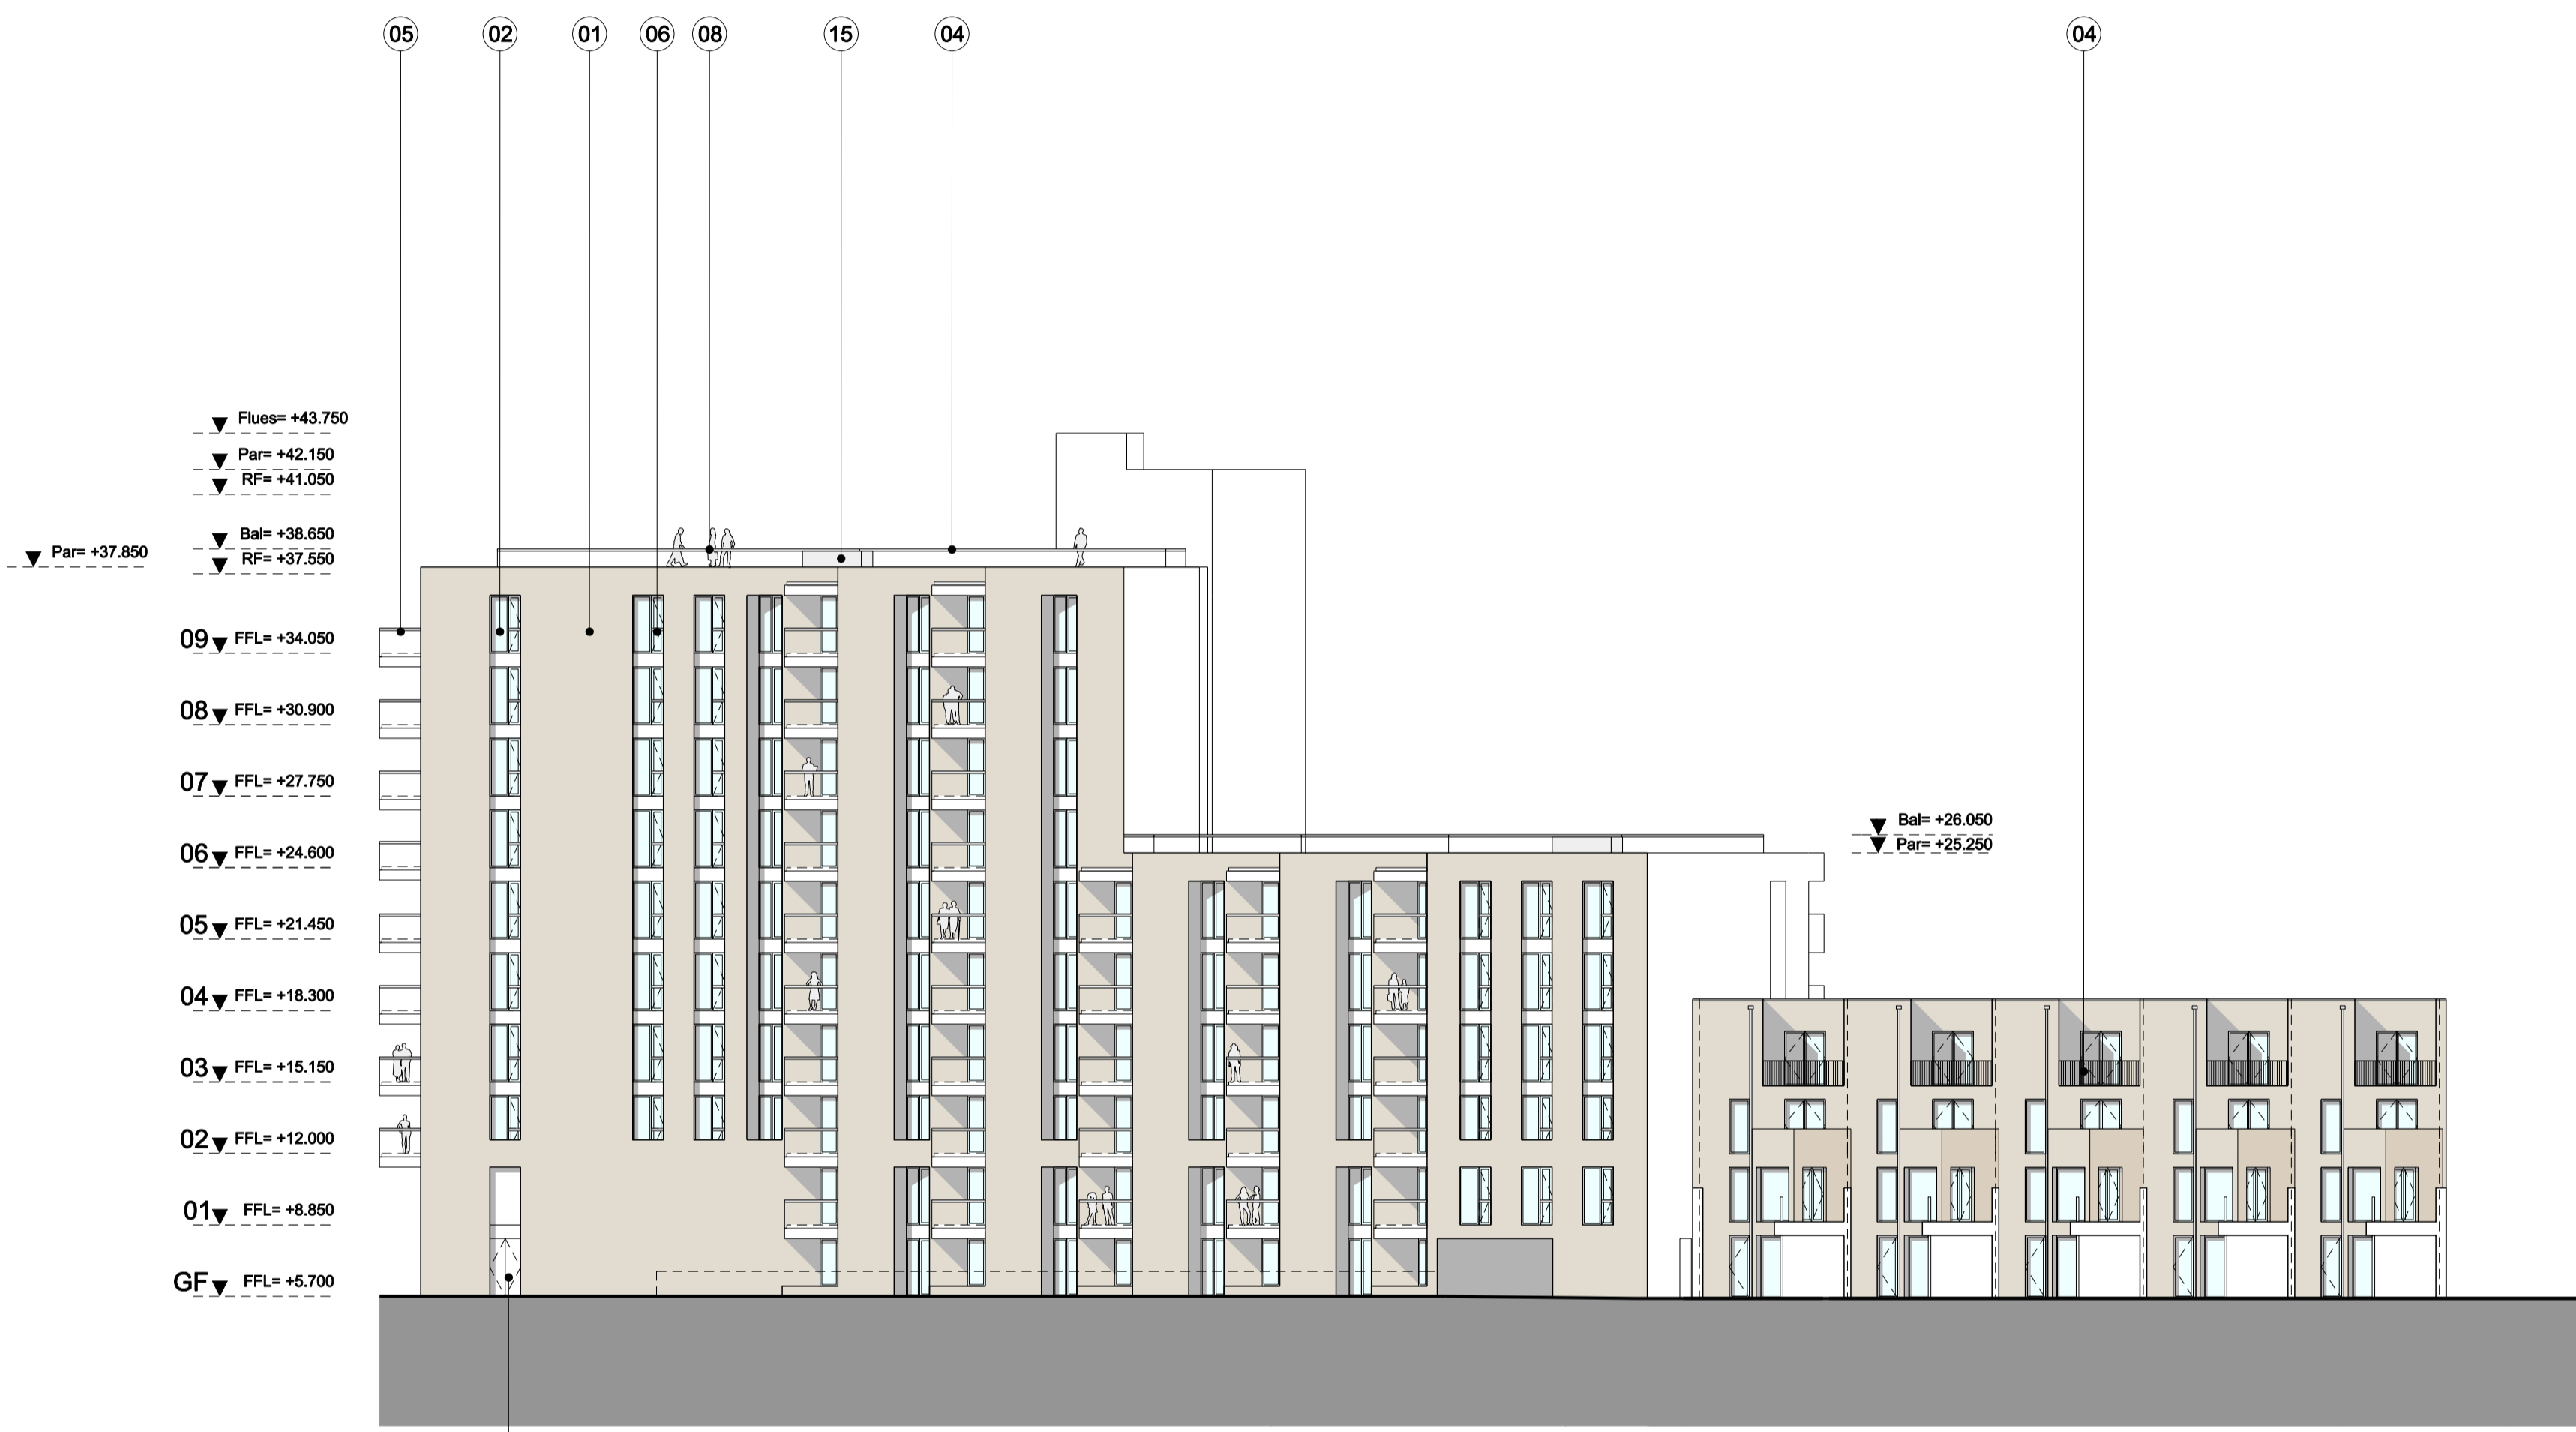 05 02 01 06 08 15 04 04
Flues= +43.750
Par= +42.150
RF= +41.050
Bal= +38.650
Par= +37.850
RF= +37.550
09 FFL= +34.050
08 FFL= +30.900
07 FFL= +27.750
Bal= +26.050
Par= +25.250
06 FFL= +24.600
05 FFL= +21.450
04 FFL= +18.300
03 FFL= +15.150
02 FFL= +12.000
01 FFL= +8.850
GF FFL= +5.700